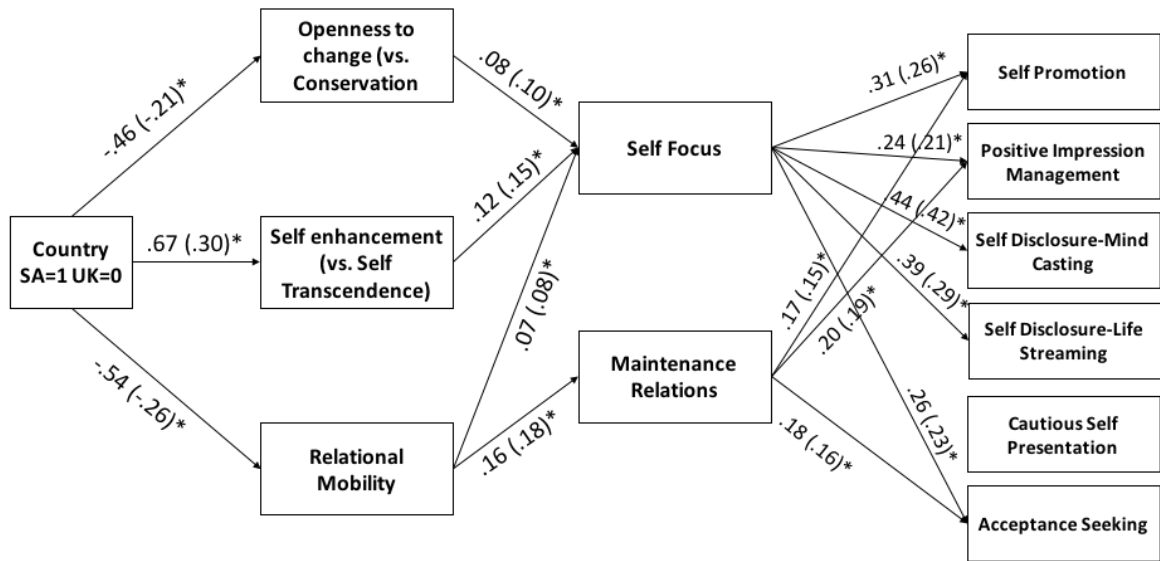 Openness to
change (vs.
Conservation
Self enhancement
(vs. Self
Transcendence)
Relational
Mobility
Country
SA=1 UK=0
Self Focus
Maintenance
Relations
Self Promotion
Positive Impression
Management
Self Disclosure-Mind
Casting
Self Disclosure-Life
Streaming
Cautious Self
Presentation
Acceptance Seeking
-.46 (-.21)*
.67 (.30)*
-.54 (-.26)*
.08 (.10)*
.12 (.15)*
.07 (.08)*
.16 (.18)*
.31 (.26)*
.24 (.21)*
.44 (.42)*
.39 (.29)*
.26 (.23)*
.17 (.15)*
.20 (.19)*
.18 (.16)*